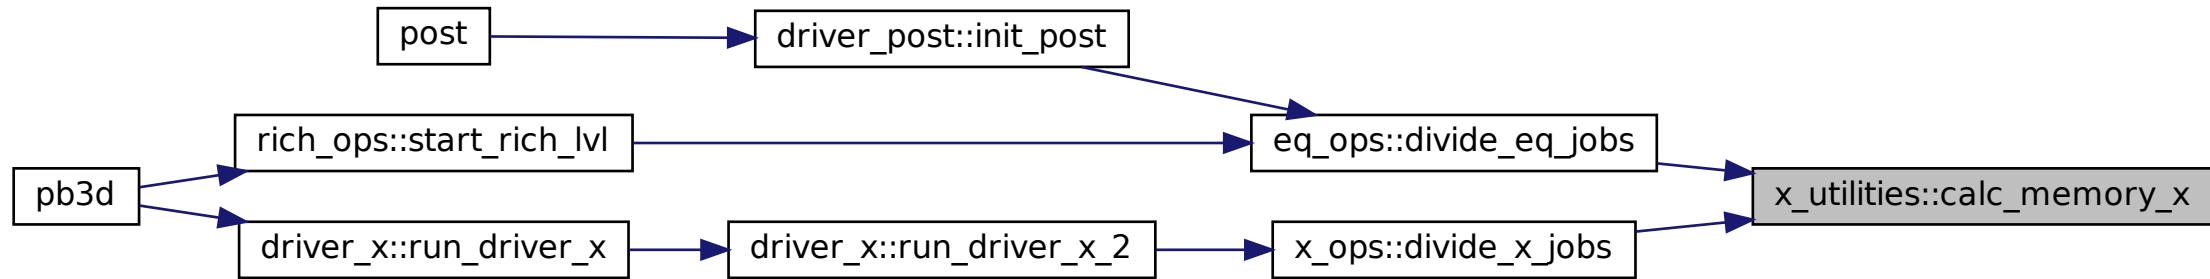 post
driver_post::init_post
rich_ops::start_rich_lvl
eq_ops::divide_eq_jobs
pb3d
x_utilities::calc_memory_x
driver_x::run_driver_x
driver_x::run_driver_x_2
x_ops::divide_x_jobs